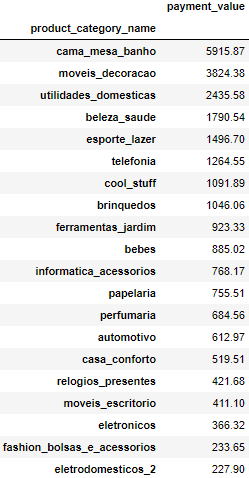 payment_value
product_category_name
cama_mesa_banho 5915.87
moveis_decoracao 3824.38
utilidades_domesticas 2435.58
beleza_saude 1790.54
esporte_lazer 1496.70
telefonia 1264.55
cool_stuff 1091.89
brinquedos 1046.06
ferramentas_jardim 923.33
bebes 885.02
informatica_acessorios 768.17
papelaria 755.51
perfumaria 684.56
automotivo 612.97
casa_conforto 519.51
relogios_presentes 421.68
moveis_escritorio 411.10
eletronicos 366.32
fashion_bolsas_e_acessorios 233.65
eletrodomesticos_2 227.90